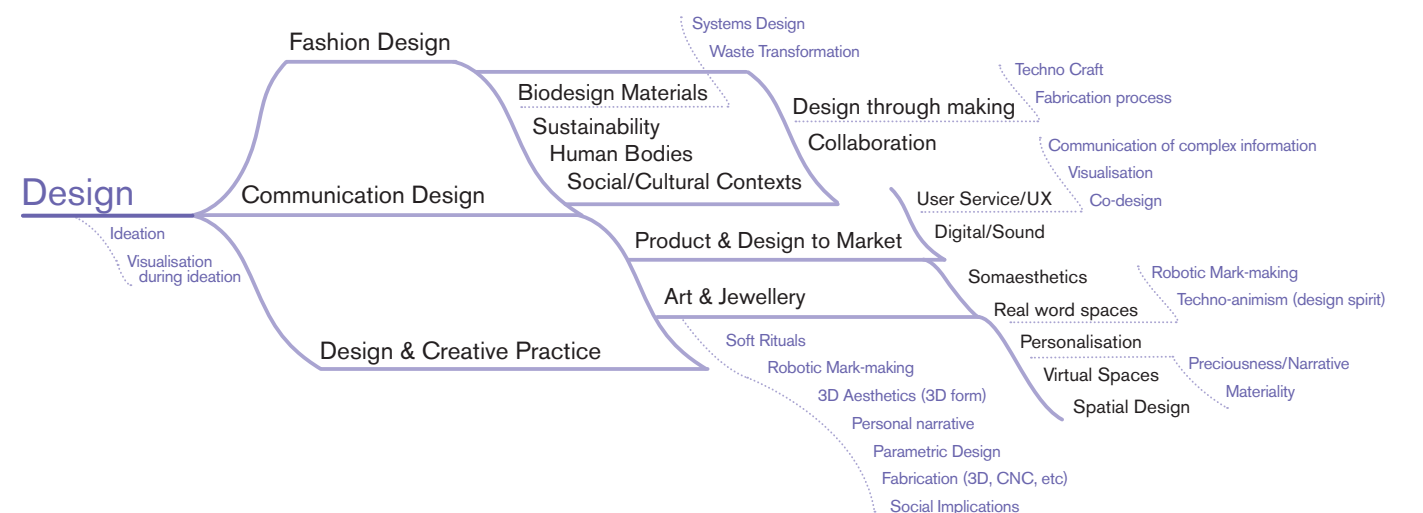 Design
Ideation
Visualisation
during ideation
Fashion Design
Communication Design
Design & Creative Practice
Systems Design
Waste Transformation
Biodesign Materials
Sustainability
Human Bodies
Social/Cultural Contexts
Product & Design to Market
Art & Jewellery
Soft Rituals
Robotic Mark-making
3D Aesthetics (3D form)
Personal narrative
Parametric Design
Fabrication (3D, CNC, etc)
Social Implications
Techno Craft
Fabrication process
Design through making
Collaboration
Communication of complex information
Visualisation
Co-design
User Service/UX
Digital/Sound
Somaesthetics
Real word spaces
Robotic Mark-making
Techno-animism (design spirit)
Personalisation
Virtual Spaces
Spatial Design
Preciousness/Narrative
Materiality